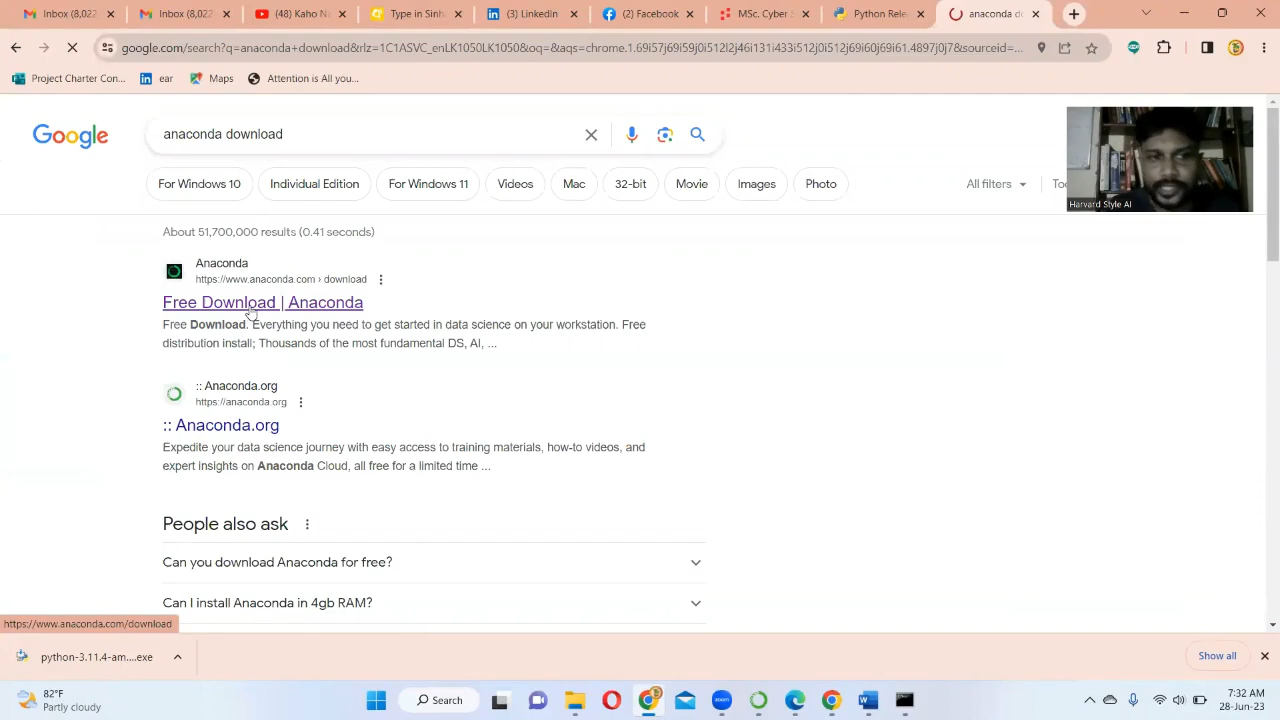 Inbox (8,022
Inbox (8,022
(48) Kaho Na
Type in Sinh
(3) LinkedIn
(2) Facebook
MSc. Cyber S
Python Relea
anaconda do
google.com/search?q=anaconda+download&rlz=1C1ASVC_enLK1050LK1050&oq=&aqs=chrome.1.69i57j69i59j0i512l2j46i131i433i512j0i512j69i60j69i61.4897j0j7&sourceid=...
Project Charter Con...
ear
Maps
Attention is All you...
Google
anaconda download
For Windows 10
Individual Edition
For Windows 11
Videos
Mac
32-bit
Movie
Images
Photo
All filters
Too
Harvard Style AI
About 51,700,000 results (0.41 seconds)
Anaconda
https://www.anaconda.com › download
Free Download | Anaconda
Free Download. Everything you need to get started in data science on your workstation. Free
distribution install; Thousands of the most fundamental DS, AI, ...
:: Anaconda.org
https://anaconda.org
:: Anaconda.org
Expedite your data science journey with easy access to training materials, how-to videos, and
expert insights on Anaconda Cloud, all free for a limited time ...
People also ask
Can you download Anaconda for free?
Can I install Anaconda in 4gb RAM?
https://www.anaconda.com/download
python-3.11.4-am....exe
Show all
82°F
Partly cloudy
Search
7:32 AM
28-Jun-23